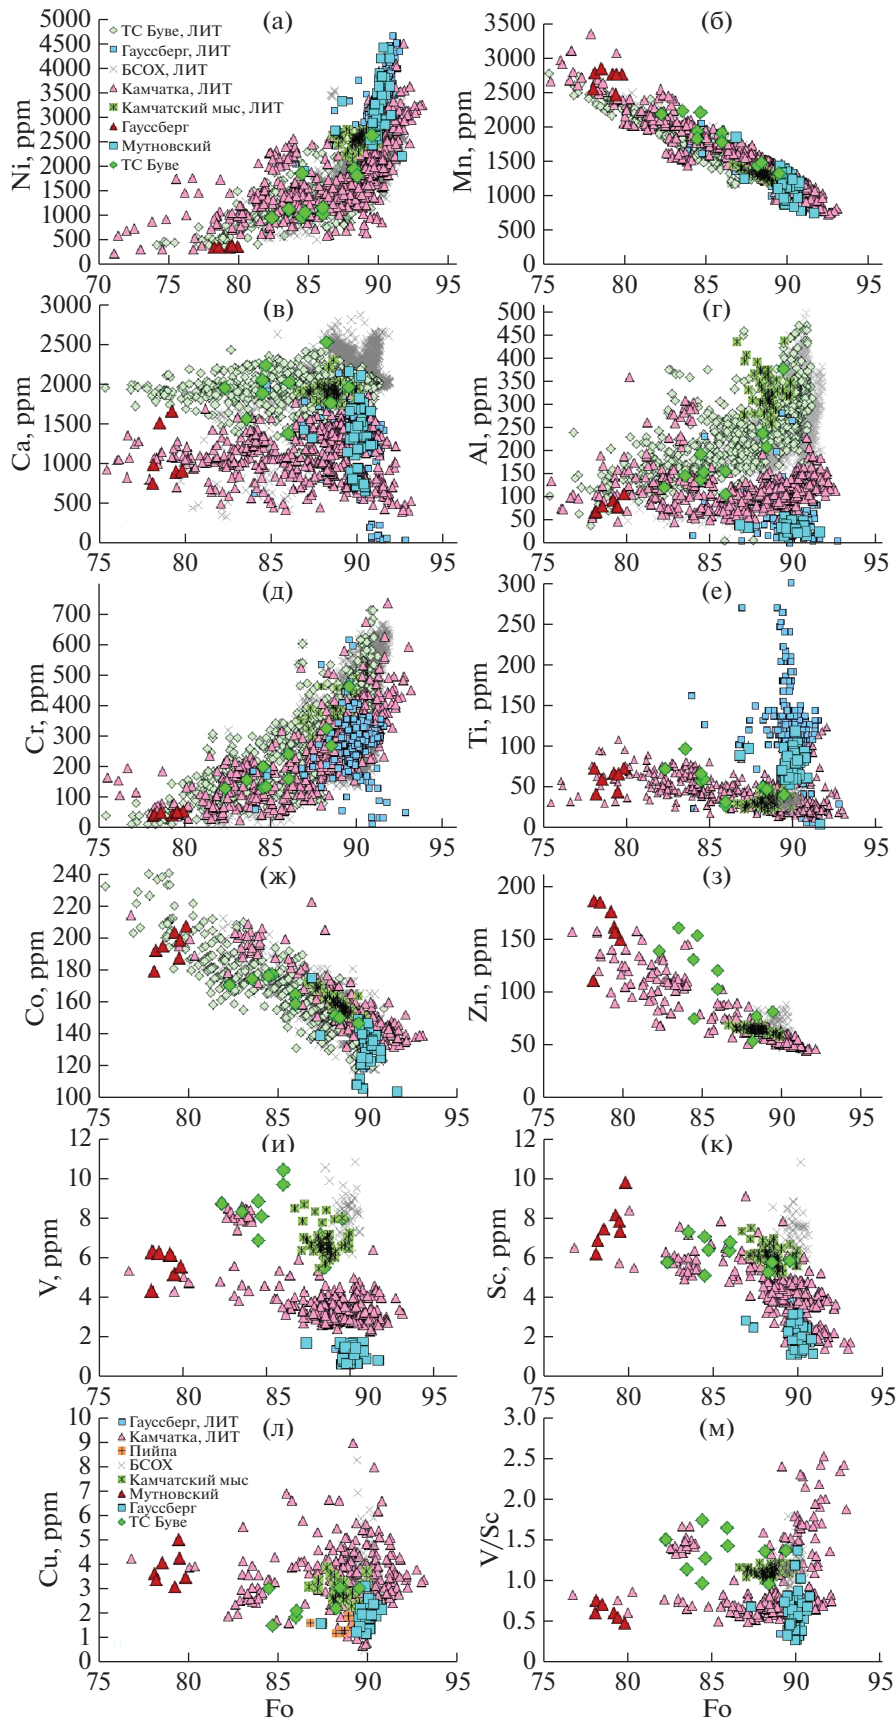 (а)
Ni, ppm
5000
4500
4000
3500
3000
2500
2000
1500
1000
500
0
70 75 80 85 90 95
ТС Буве, ЛИТ
Гауссберг, ЛИТ
БСОХ, ЛИТ
Камчатка, ЛИТ
Камчатский мыс, ЛИТ
Гауссберг
Мутновский
ТС Буве
(б)
Mn, ppm
3500
3000
2500
2000
1500
1000
500
0
75 80 85 90 95
(в)
Ca, ppm
3000
2500
2000
1500
1000
500
0
75 80 85 90 95
(г)
Al, ppm
500
450
400
350
300
250
200
150
100
50
0
75 80 85 90 95
(д)
Cr, ppm
700
600
500
400
300
200
100
0
75 80 85 90 95
(е)
Ti, ppm
300
250
200
150
100
50
0
75 80 85 90 95
(ж)
Co, ppm
240
220
200
180
160
140
120
100
75 80 85 90 95
(з)
Zn, ppm
200
150
100
50
0
75 80 85 90 95
(и)
V, ppm
12
10
8
6
4
2
0
75 80 85 90 95
(к)
Sc, ppm
12
10
8
6
4
2
0
75 80 85 90 95
(л)
Cu, ppm
10
9
8
7
6
5
4
3
2
1
0
75 80 85 90 95
Fo
Гауссберг, ЛИТ
Камчатка, ЛИТ
Пийпа
БСОХ
Камчатский мыс
Мутновский
Гауссберг
ТС Буве
(м)
V/Sc
3.0
2.5
2.0
1.5
1.0
0.5
0
75 80 85 90 95
Fo